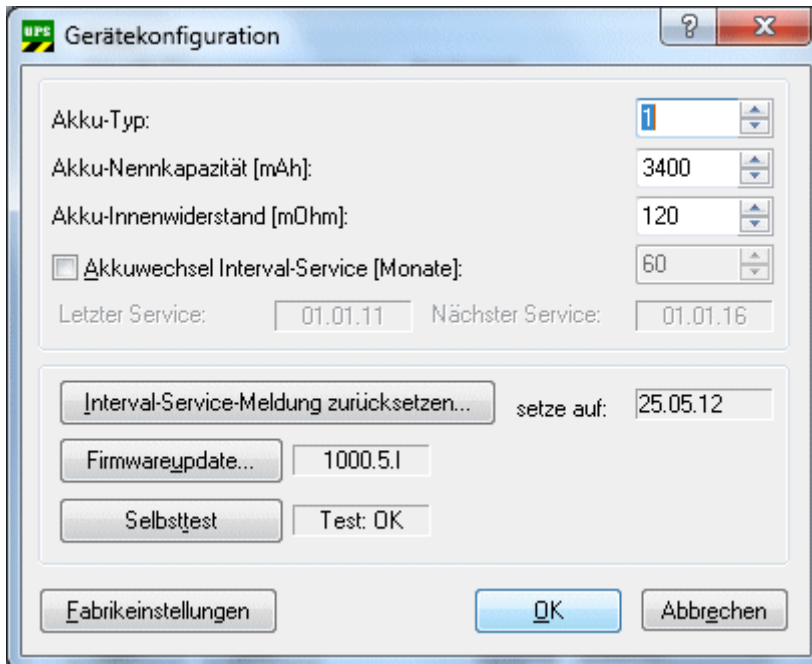 UPS Gerätekonfiguration
Akku-Typ: 1
Akku-Nennkapazität [mAh]: 3400
Akku-Innenwiderstand [mOhm]: 120
Akkuwechsel Interval-Service [Monate]: 60
Letzter Service: 01.01.11 Nächster Service: 01.01.16
Interval-Service-Meldung zurücksetzen... setze auf: 25.05.12
Firmwareupdate... 1000.5.I
Selbsttest Test: OK
Fabrikeinstellungen OK Abbrechen